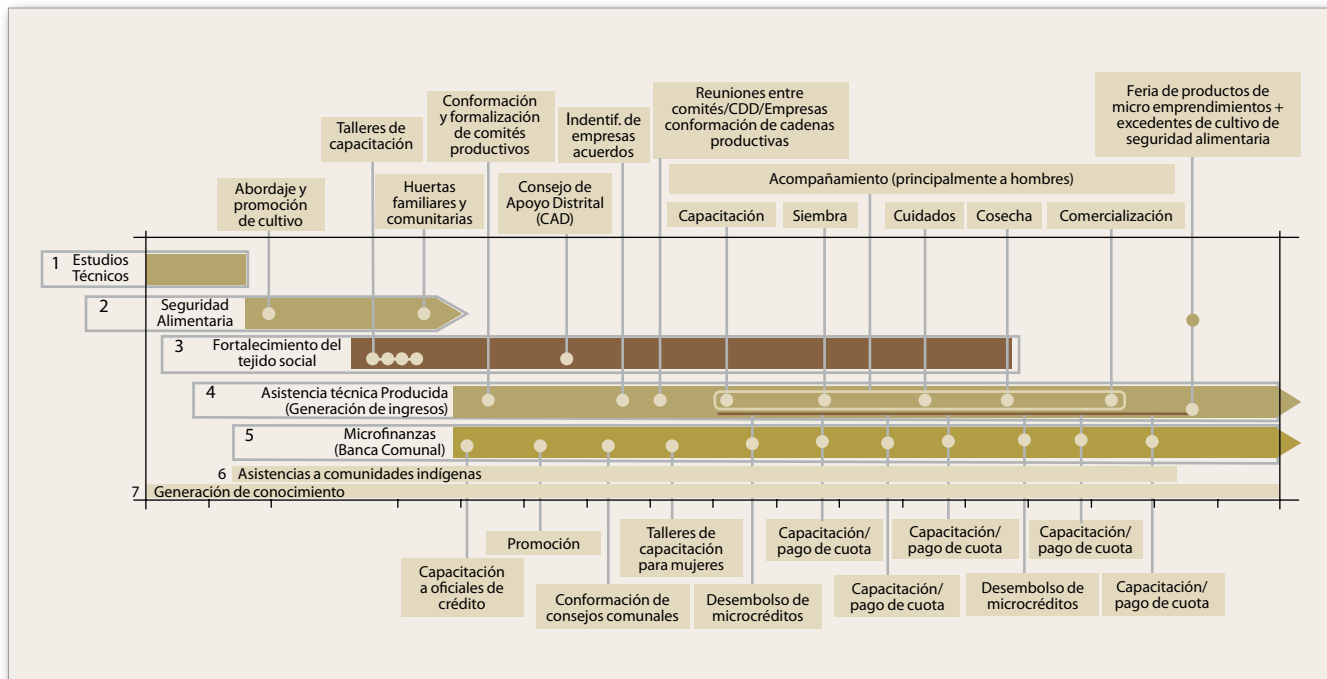 Talleres de
capacitación
Conformación
y formalización
de comités
productivos
Indentif. de
empresas
acuerdos
Reuniones entre
comités/CDD/Empresas
conformación de cadenas
productivas
Feria de productos de
micro emprendimientos +
excedentes de cultivo de
seguridad alimentaria
Abordaje y
promoción
de cultivo
Huertas
familiares y
comunitarias
Consejo de
Apoyo Distrital
(CAD)
Acompañamiento (principalmente a hombres)
Capacitación
Siembra
Cuidados
Cosecha
Comercialización
1 Estudios
Técnicos
2 Seguridad
Alimentaria
3 Fortalecimiento del
tejido social
4 Asistencia técnica Producida
(Generación de ingresos)
5 Microfinanzas
(Banca Comunal)
6 Asistencias a comunidades indígenas
7 Generación de conocimiento
Capacitación
a oficiales de
crédito
Promoción
Conformación de
consejos comunales
Talleres de
capacitación
para mujeres
Desembolso de
microcréditos
Capacitación/
pago de cuota
Capacitación/
pago de cuota
Capacitación/
pago de cuota
Desembolso de
microcréditos
Capacitación/
pago de cuota
Capacitación/
pago de cuota